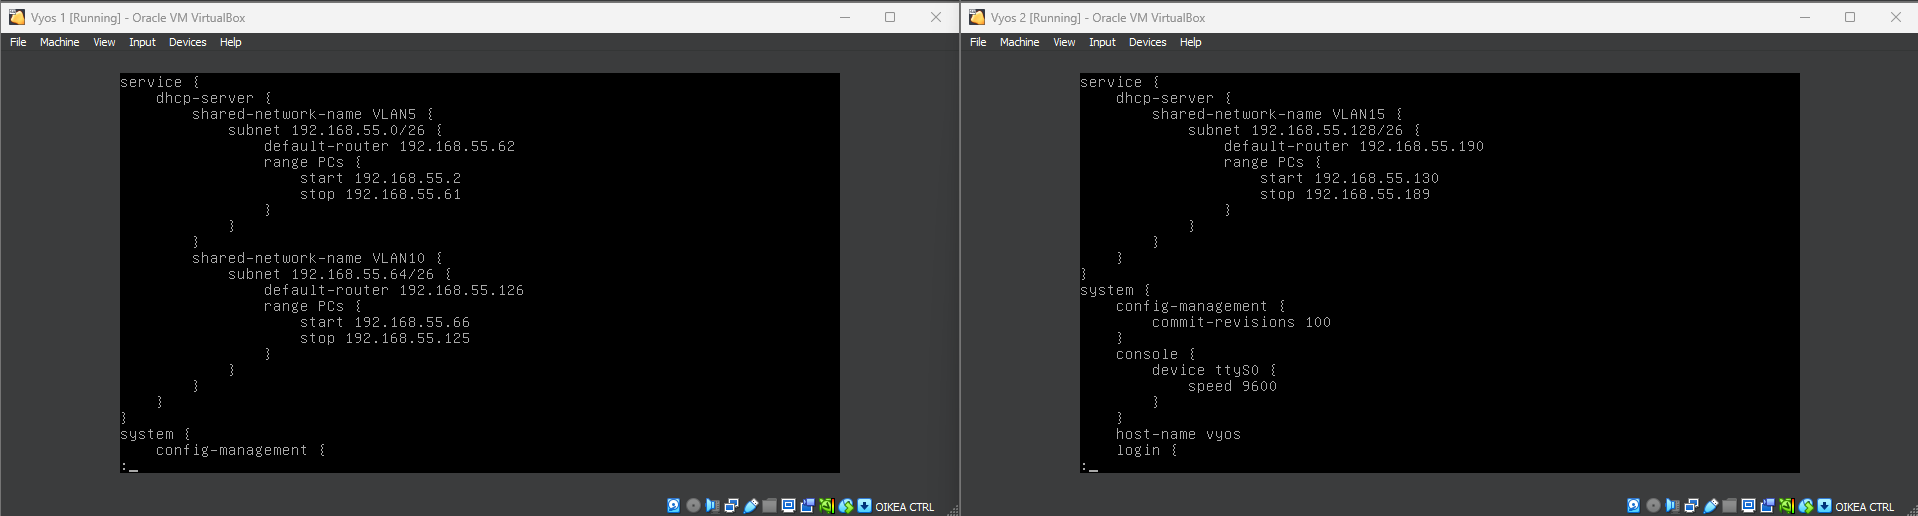 Vyos 1 [Running] - Oracle VM VirtualBox
File Machine View Input Devices Help
service {
    dhcp-server {
        shared-network-name VLAN5 {
            subnet 192.168.55.0/26 {
                default-router 192.168.55.62
                range PCs {
                    start 192.168.55.2
                    stop 192.168.55.61
                }
            }
        }
        shared-network-name VLAN10 {
            subnet 192.168.55.64/26 {
                default-router 192.168.55.126
                range PCs {
                    start 192.168.55.66
                    stop 192.168.55.125
                }
            }
        }
    }
}
system {
    config-management {
:_
OIKEA CTRL
Vyos 2 [Running] - Oracle VM VirtualBox
File Machine View Input Devices Help
service {
    dhcp-server {
        shared-network-name VLAN15 {
            subnet 192.168.55.128/26 {
                default-router 192.168.55.190
                range PCs {
                    start 192.168.55.130
                    stop 192.168.55.189
                }
            }
        }
    }
}
system {
    config-management {
        commit-revisions 100
    }
    console {
        device ttyS0 {
            speed 9600
        }
    }
    host-name vyos
    login {
:_
OIKEA CTRL